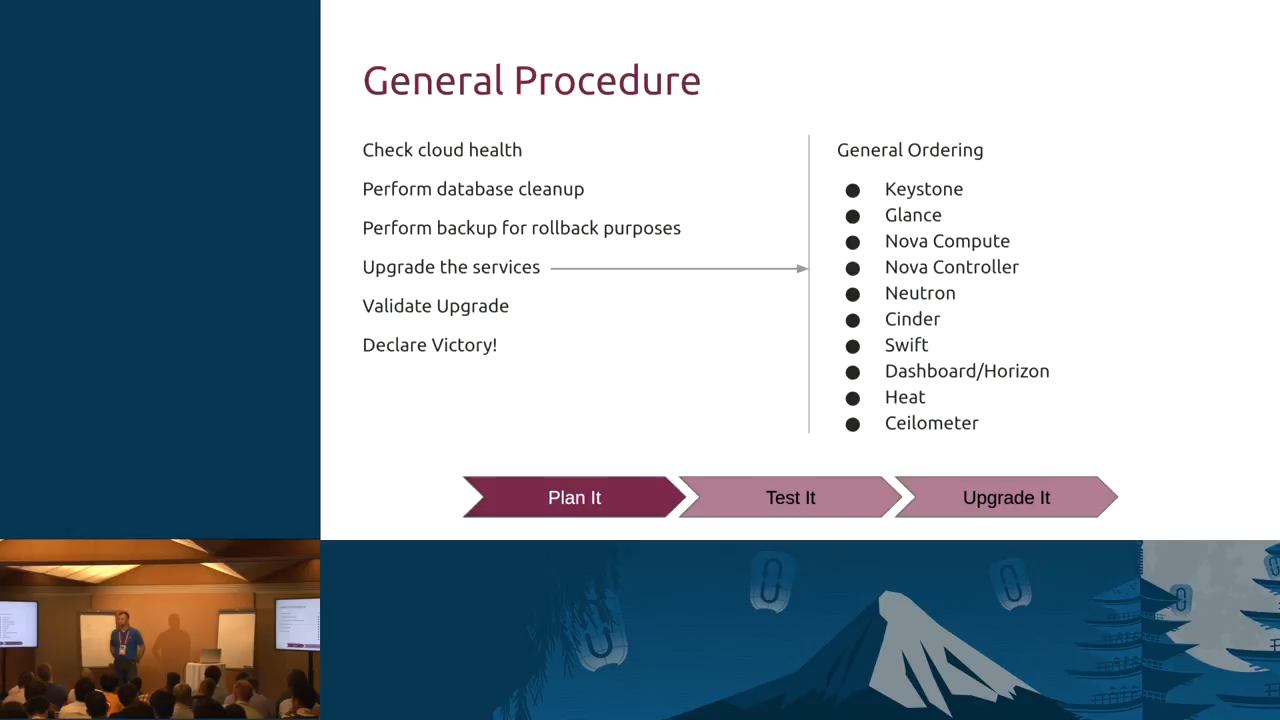 General Procedure
Check cloud health
Perform database cleanup
Perform backup for rollback purposes
Upgrade the services
Validate Upgrade
Declare Victory!
General Ordering
● Keystone
● Glance
● Nova Compute
● Nova Controller
● Neutron
● Cinder
● Swift
● Dashboard/Horizon
● Heat
● Ceilometer
Plan It
Test It
Upgrade It